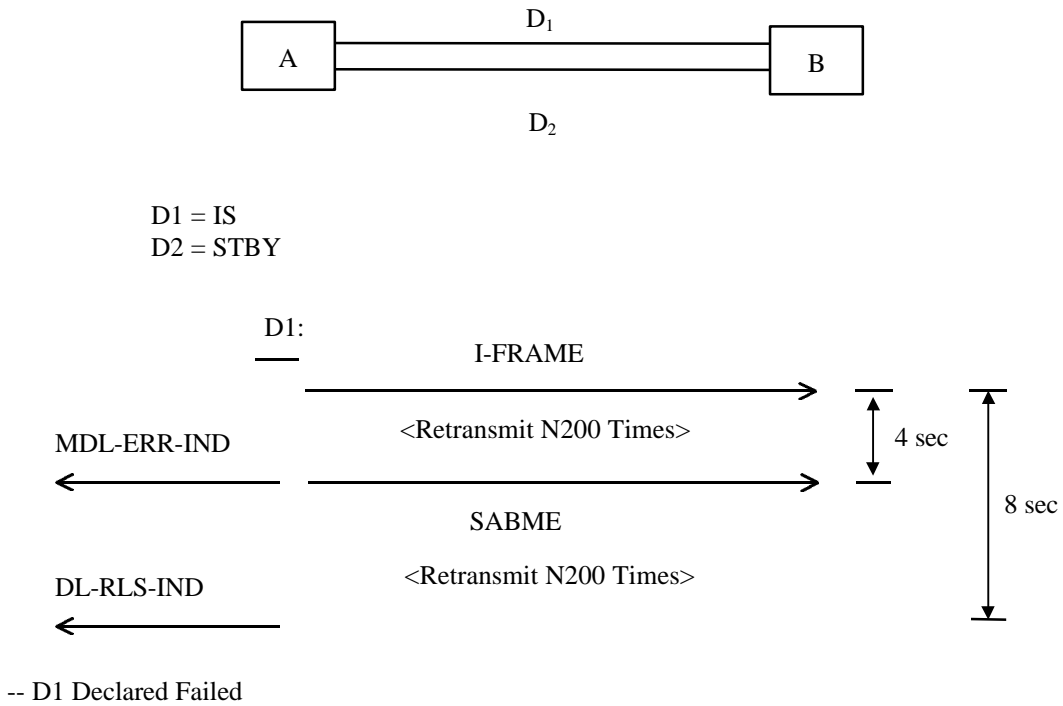 D₁
A
B
D₂
D1 = IS
D2 = STBY
D1:
I-FRAME
<Retransmit N200 Times>
4 sec
MDL-ERR-IND
SABME
8 sec
<Retransmit N200 Times>
DL-RLS-IND
-- D1 Declared Failed